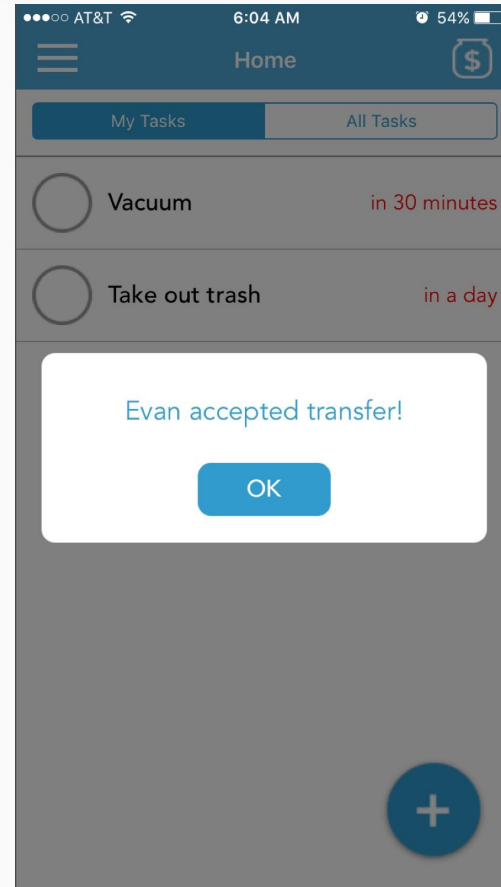 AT&T 6:04 AM 54%
Home $
My Tasks All Tasks
Vacuum in 30 minutes
Take out trash in a day
Evan accepted transfer!
OK
+